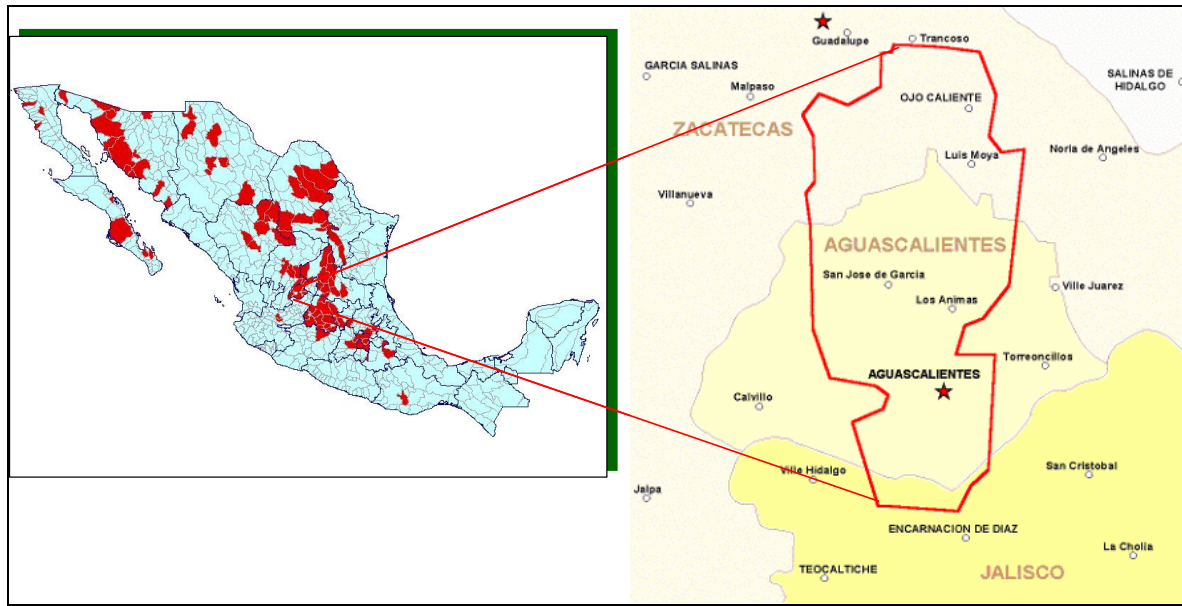 Guadalupe
Trancoso
GARCIA SALINAS
SALINAS DE
HIDALGO
Malpaso
OJO CALIENTE
ZACATECAS
Luis Moya
Noria de Angeles
Villanueva
AGUASCALIENTES
San Jose de Garcia
Ville Juarez
Los Animas
Torreoncillos
AGUASCALIENTES
Calvillo
Ville Hidalgo
San Cristobal
Jalpa
ENCARNACION DE DIAZ
La Cholla
TEOCALTICHE
JALISCO